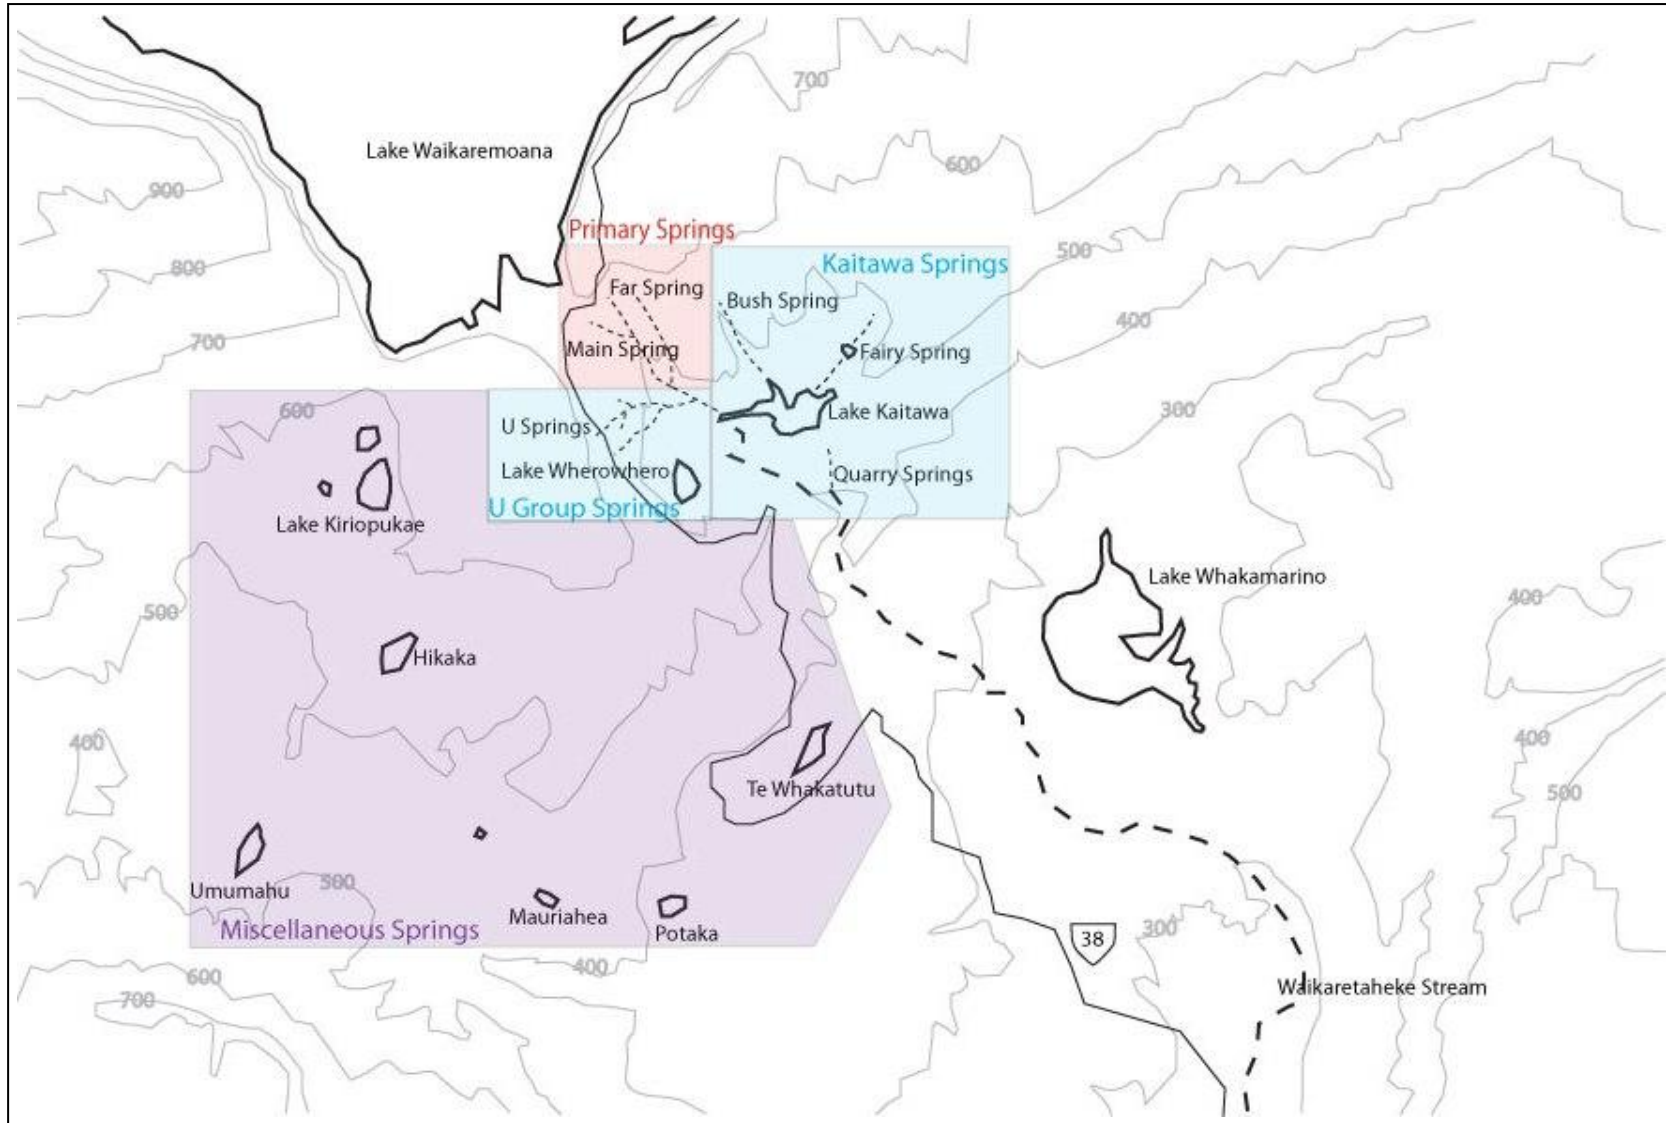 700
Lake Waikaremoana
600
900
Primary Springs
500
Kaitawa Springs
800
Far Spring
Bush Spring
400
700
Main Spring
Fairy Spring
600
Lake Kaitawa
300
U Springs
Lake Wherowhero
Quarry Springs
U Group Springs
Lake Kiriopukae
Lake Whakamarino
400
500
Hikaka
400
400
Te Whakatutu
500
500
Umumahu
Mauriahea
Miscellaneous Springs
Potaka
300
38
400
600
Waikaretaheke Stream
700